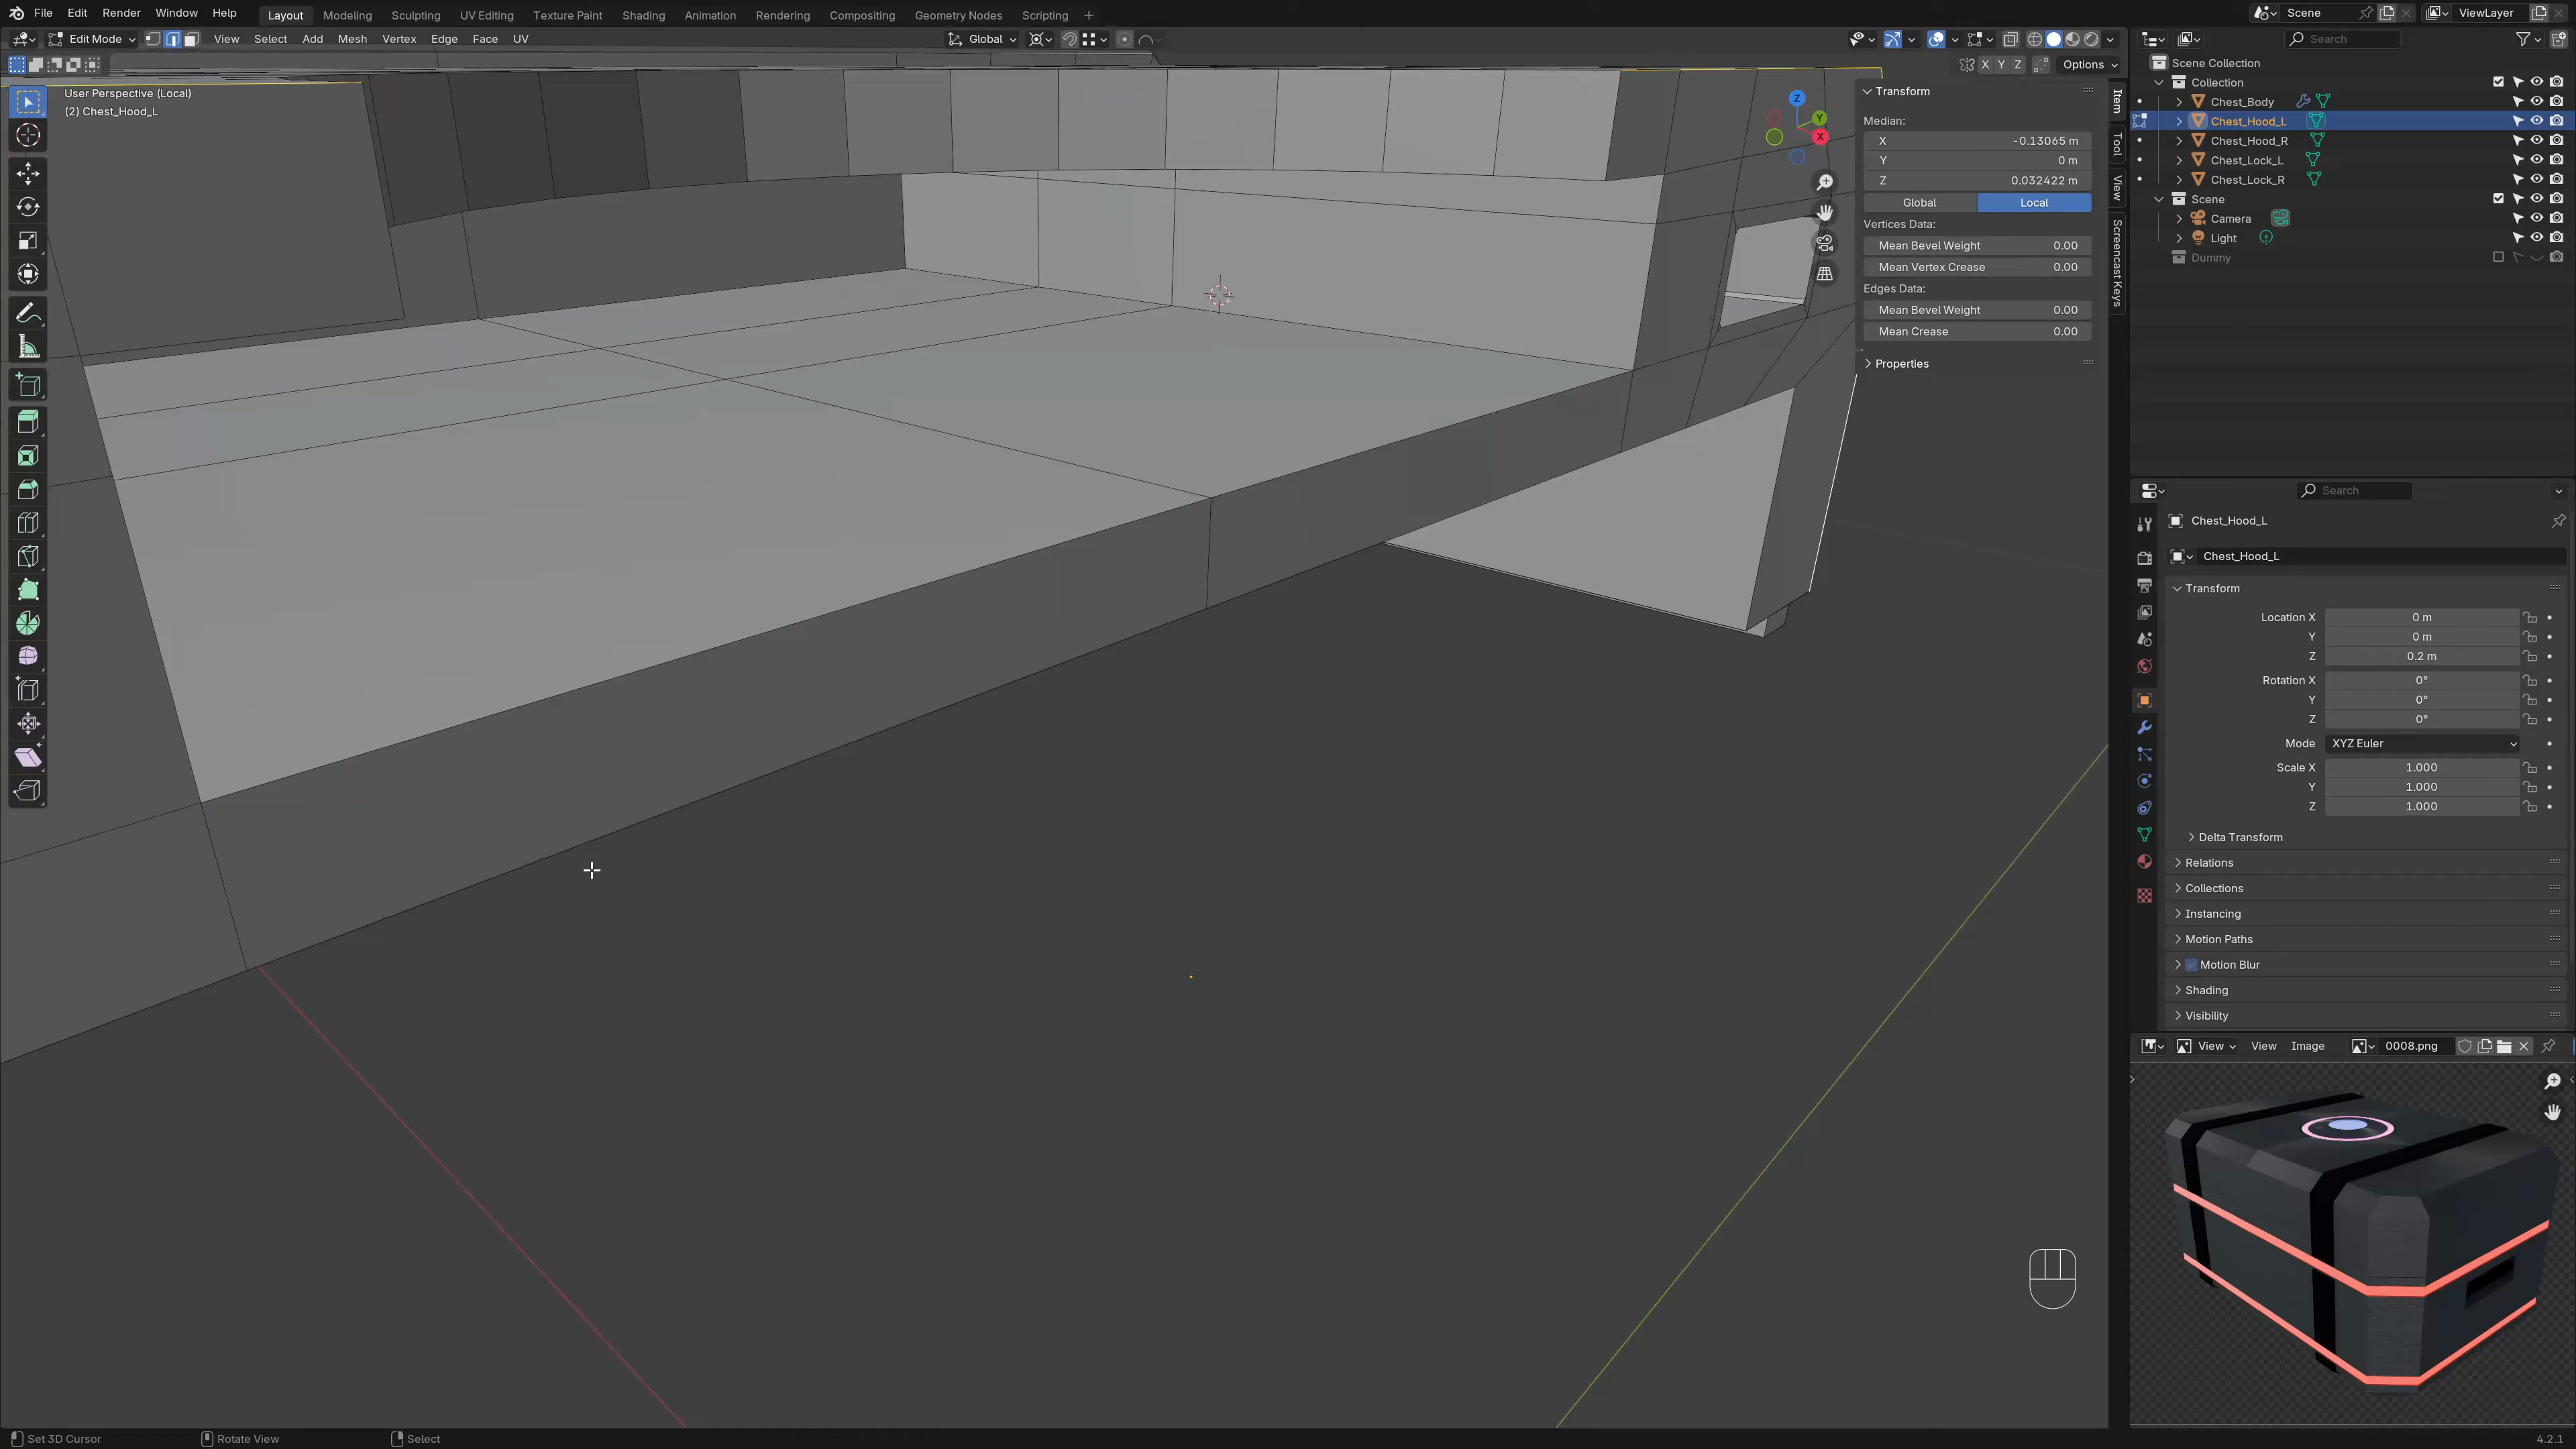 File Edit Render Window Help Layout Modeling Sculpting UV Editing Texture Paint Shading Animation Rendering Compositing Geometry Nodes Scripting + Scene ViewLayer
Edit Mode View Select Add Mesh Vertex Edge Face UV Global Search
X Y Z Options
User Perspective (Local)
(2) Chest_Hood_L
Z
Y
X
Transform
Median:
X -0.13065 m
Y 0 m
Z 0.032422 m
Global Local
Vertices Data:
Mean Bevel Weight 0.00
Mean Vertex Crease 0.00
Edges Data:
Mean Bevel Weight 0.00
Mean Crease 0.00
Properties
Item
Tool
View
Screencast Keys
Scene Collection
Collection
Chest_Body
Chest_Hood_L
Chest_Hood_R
Chest_Lock_L
Chest_Lock_R
Scene
Camera
Light
Dummy
Search
Chest_Hood_L
Chest_Hood_L
Transform
Location X 0 m
Y 0 m
Z 0.2 m
Rotation X 0°
Y 0°
Z 0°
Mode XYZ Euler
Scale X 1.000
Y 1.000
Z 1.000
Delta Transform
Relations
Collections
Instancing
Motion Paths
Motion Blur
Shading
Visibility
View View Image 0008.png
Set 3D Cursor Rotate View Select 4.2.1